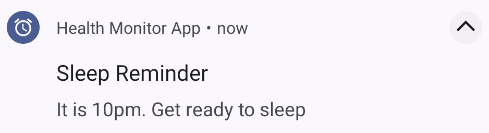 Health Monitor App • now
Sleep Reminder
It is 10pm. Get ready to sleep